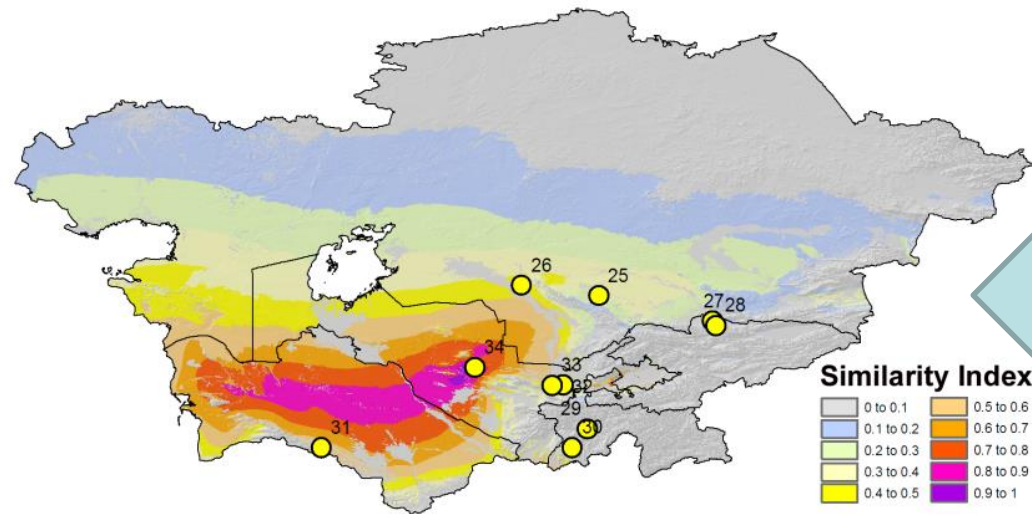 26
25
27
28
34
33
32
29
30
31
Similarity Index
0 to 0.1
0.5 to 0.6
0.1 to 0.2
0.6 to 0.7
0.2 to 0.3
0.7 to 0.8
0.3 to 0.4
0.8 to 0.9
0.4 to 0.5
0.9 to 1